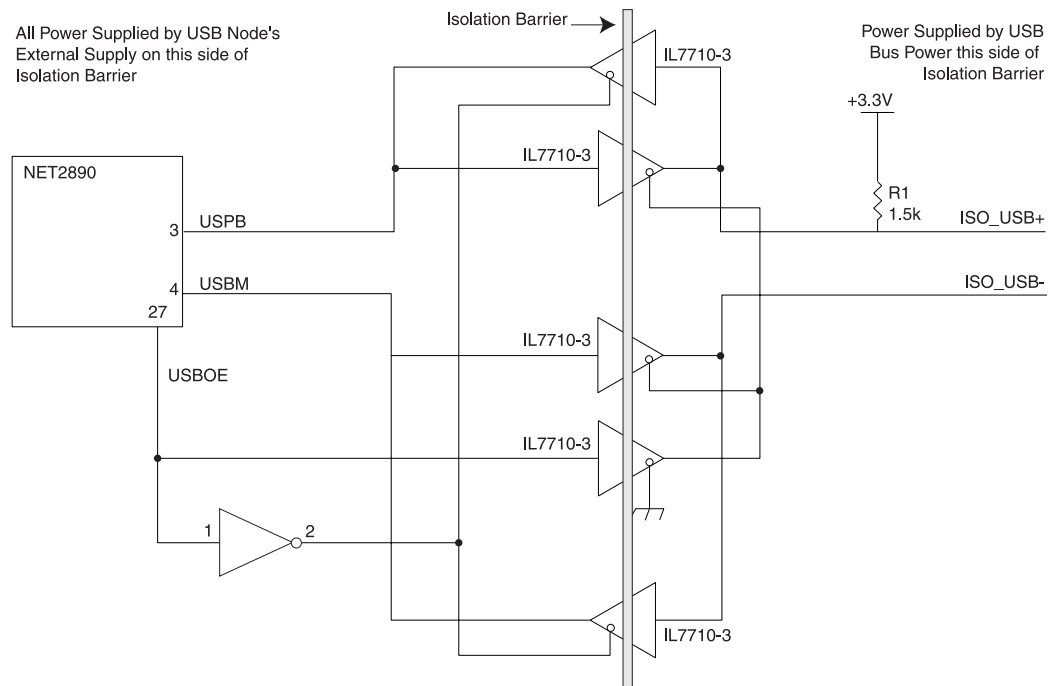 Isolation Barrier
All Power Supplied by USB Node's
External Supply on this side of
Isolation Barrier
Power Supplied by USB
Bus Power this side of
Isolation Barrier
IL7710-3
+3.3V
IL7710-3
NET2890
R1
1.5k
3
USPB
ISO_USB+
4
USBM
ISO_USB-
27
IL7710-3
USBOE
IL7710-3
1
2
IL7710-3